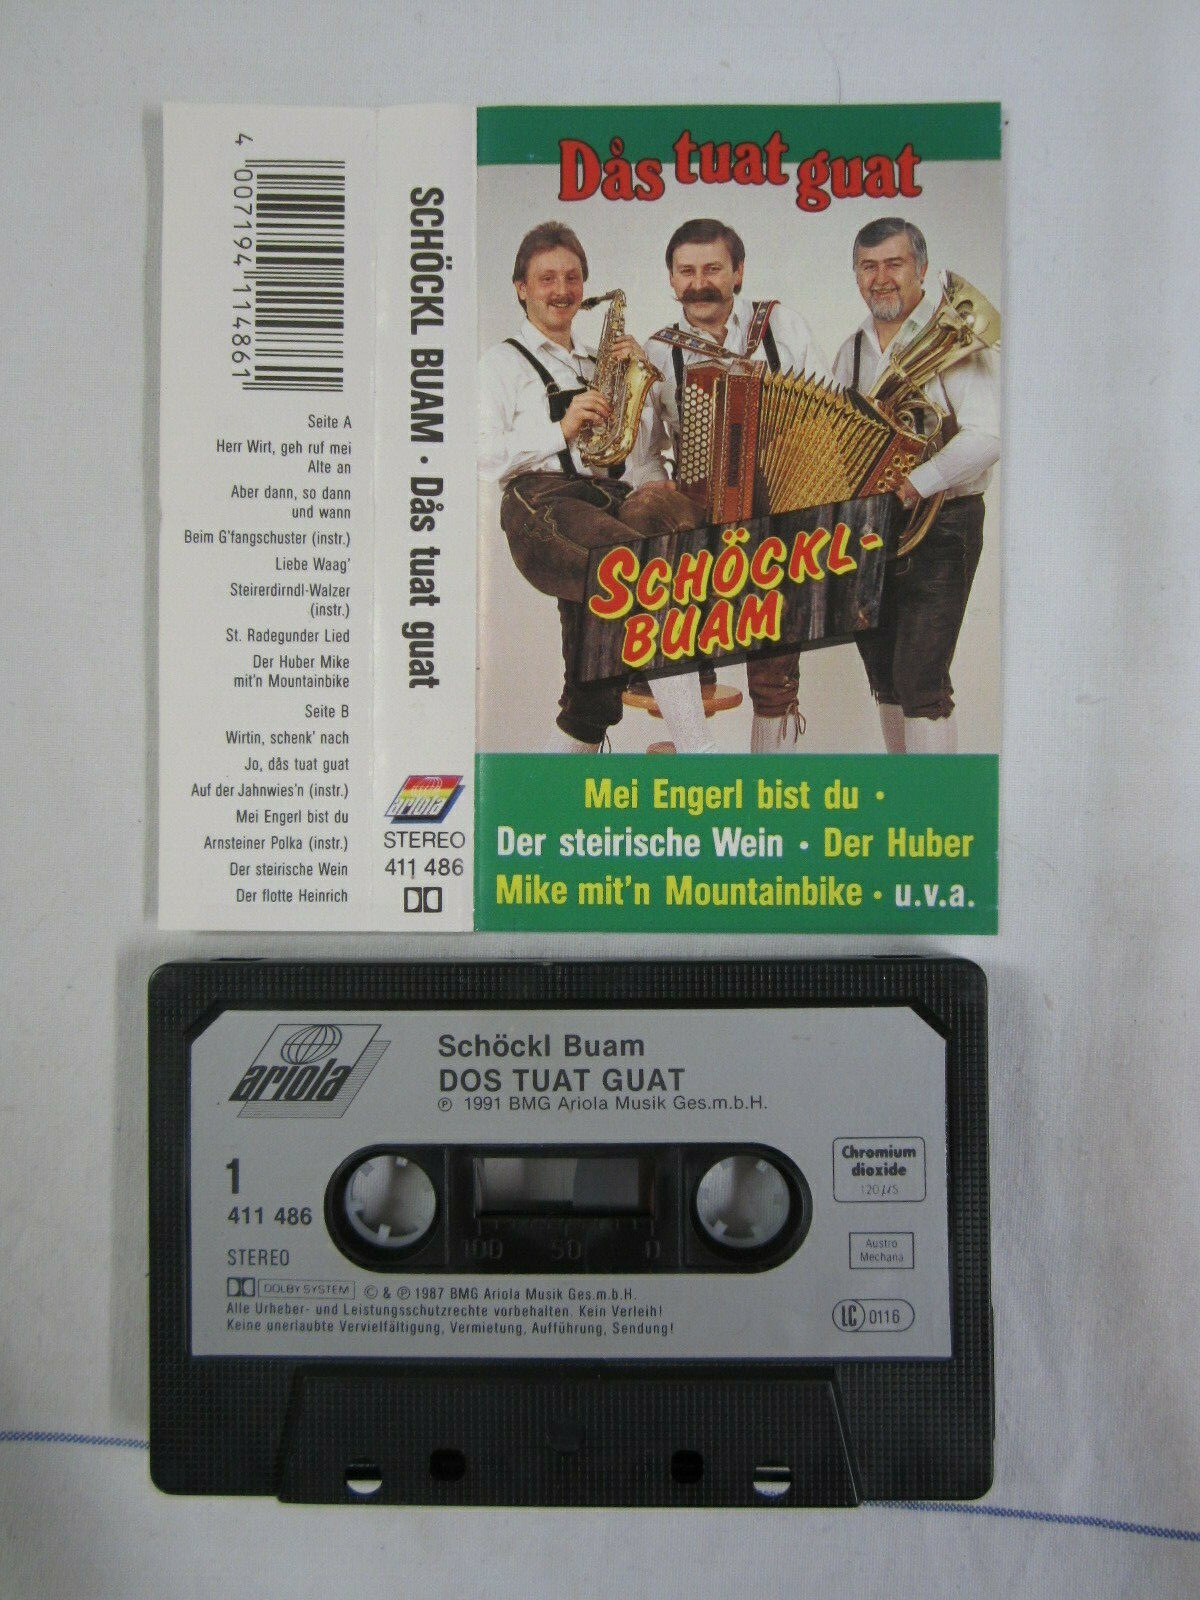 4 007194 114861
Seite A
Herr Wirt, geh ruf mei
Alte an
Aber dann, so dann
und wann
Beim G'fangschuster (instr.)
Liebe Waag'
Steirerdirndl-Walzer
(instr.)
St. Radegunder Lied
Der Huber Mike
mit'n Mountainbike
Seite B
Wirtin, schenk' nach
Jo, dås tuat guat
Auf der Jahnwies'n (instr.)
Mei Engerl bist du
Arnsteiner Polka (instr.)
Der steirische Wein
Der flotte Heinrich
SCHÖCKL BUAM · Dås tuat guat
ariola
STEREO
411 486
Dås tuat guat
SCHÖCKL-
BUAM
Mei Engerl bist du ·
Der steirische Wein · Der Huber
Mike mit'n Mountainbike · u.v.a.
ariola
Schöckl Buam
DOS TUAT GUAT
℗ 1991 BMG Ariola Musik Ges.m.b.H.
1
411 486
STEREO
100 50 0
Chromium
dioxide
120 µS
Austro
Mechana
LC 0116
DOLBY SYSTEM © & ℗ 1987 BMG Ariola Musik Ges.m.b.H.
Alle Urheber- und Leistungsschutzrechte vorbehalten. Kein Verleih!
Keine unerlaubte Vervielfältigung, Vermietung, Aufführung, Sendung!